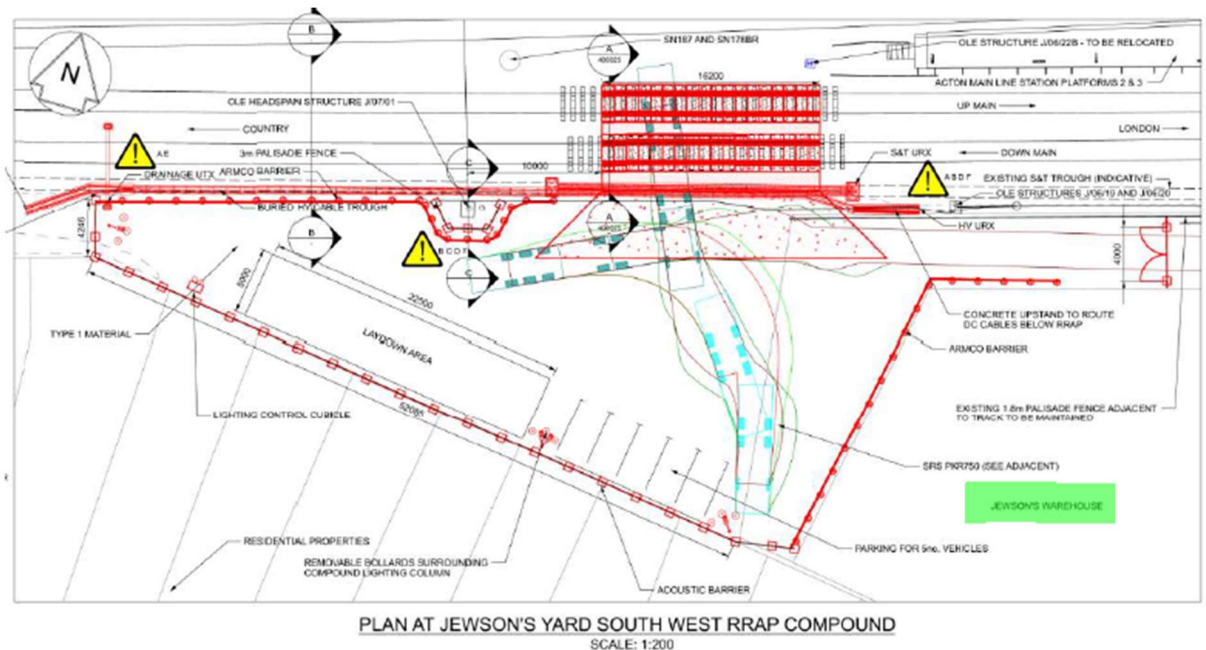 B
SN187 AND SN178BR
A
400025
OLE STRUCTURE J/06/22B - TO BE RELOCATED
N
16200
ACTON MAIN LINE STATION PLATFORMS 2 & 3
OLE HEADSPAN STRUCTURE J/07/01
UP MAIN
COUNTRY
LONDON
3m PALISADE FENCE
C
10000
S&T URX
DOWN MAIN
A E
A B D F
DRAINAGE UTX
ARMCO BARRIER
EXISTING S&T TROUGH (INDICATIVE)
OLE STRUCTURES J/06/19 AND J/06/20
BURIED HV CABLE TROUGH
A
400025
HV URX
B
B C D F
C
4000
22500
TYPE 1 MATERIAL
LAYDOWN AREA
CONCRETE UPSTAND TO ROUTE
DC CABLES BELOW RRAP
ARMCO BARRIER
LIGHTING CONTROL CUBICLE
EXISTING 1.8m PALISADE FENCE ADJACENT
TO TRACK TO BE MAINTAINED
SRS PKR750 (SEE ADJACENT)
JEWSON'S WAREHOUSE
RESIDENTIAL PROPERTIES
REMOVABLE BOLLARDS SURROUNDING
COMPOUND LIGHTING COLUMN
PARKING FOR 5no. VEHICLES
ACOUSTIC BARRIER
PLAN AT JEWSON'S YARD SOUTH WEST RRAP COMPOUND
SCALE: 1:200